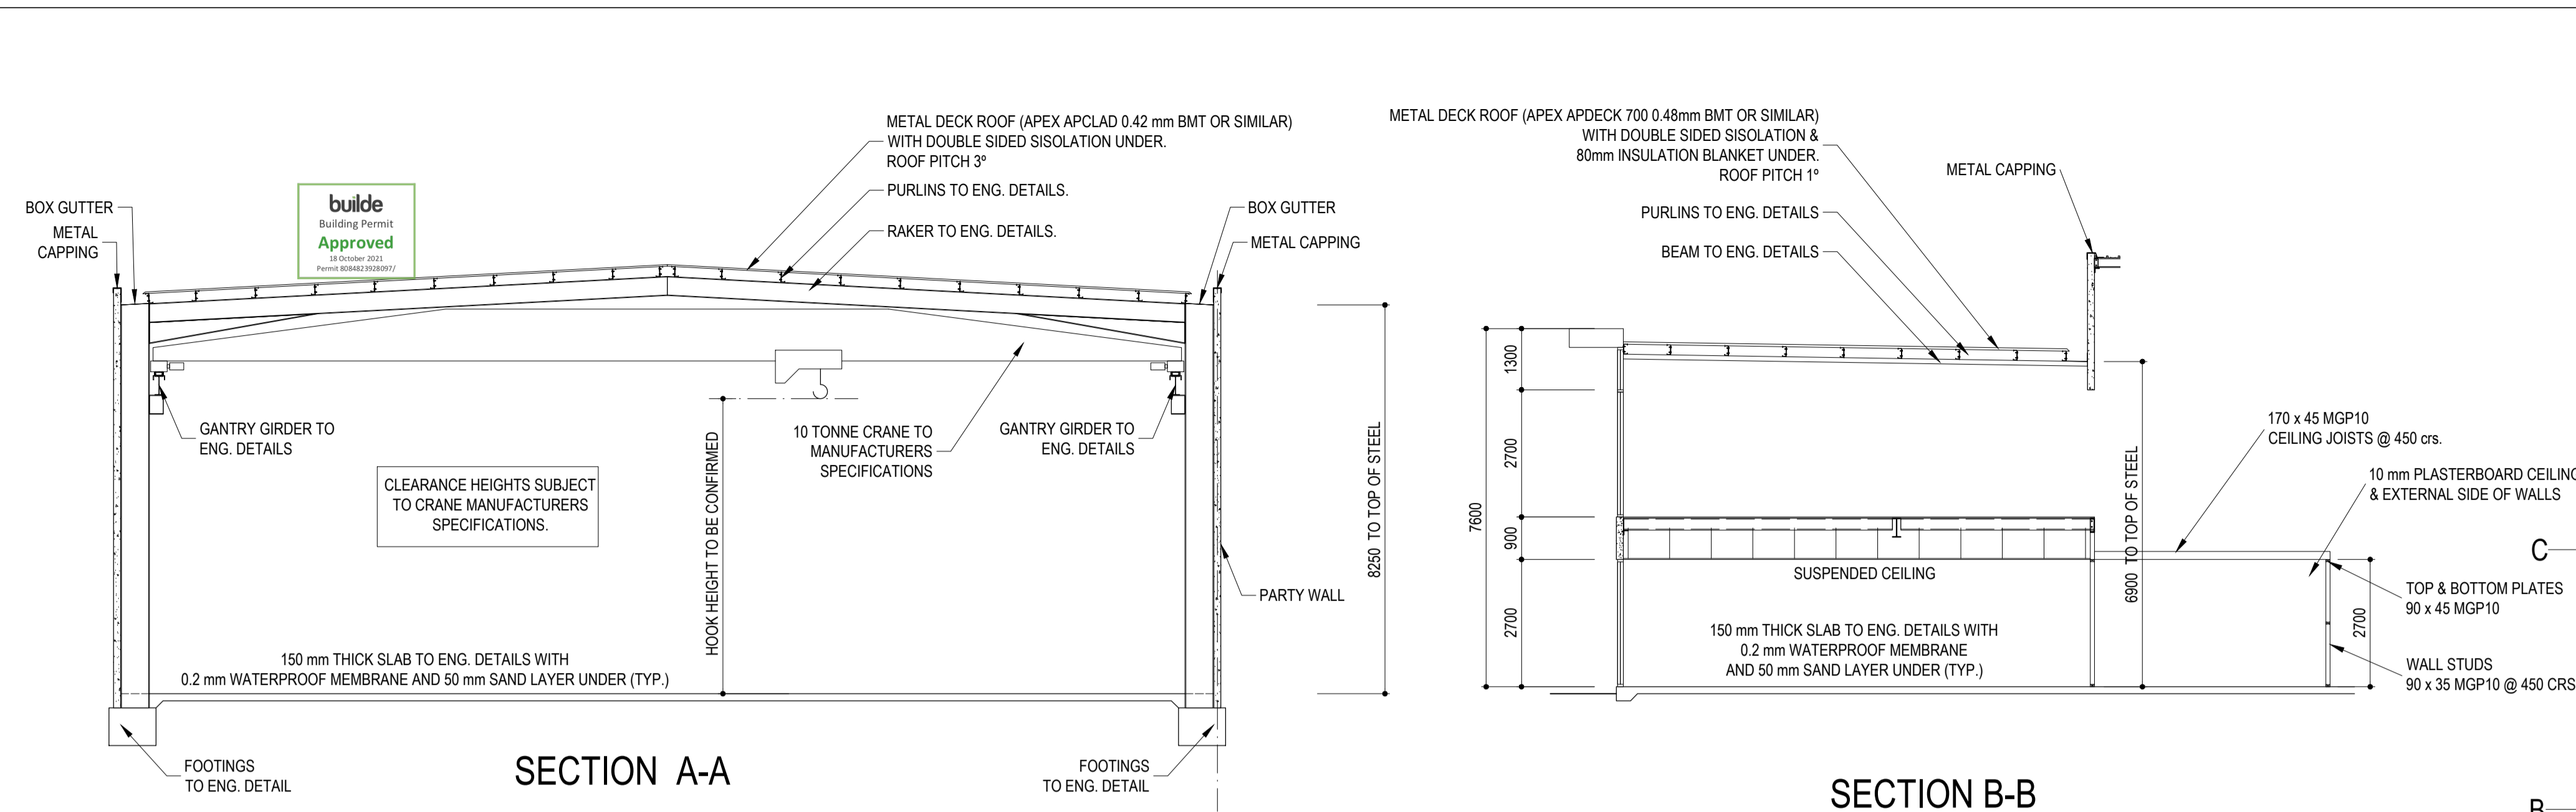 METAL DECK ROOF (APEX APCLAD 0.42 mm BMT OR SIMILAR)
WITH DOUBLE SIDED SISOLATION UNDER.
ROOF PITCH 3º
PURLINS TO ENG. DETAILS.
RAKER TO ENG. DETAILS.
BOX GUTTER
METAL
CAPPING
builde
Building Permit
Approved
18 October 2021
Permit 8084823928097/
BOX GUTTER
METAL CAPPING
GANTRY GIRDER TO
ENG. DETAILS
CLEARANCE HEIGHTS SUBJECT
TO CRANE MANUFACTURERS
SPECIFICATIONS.
HOOK HEIGHT TO BE CONFIRMED
10 TONNE CRANE TO
MANUFACTURERS
SPECIFICATIONS
GANTRY GIRDER TO
ENG. DETAILS
8250 TO TOP OF STEEL
PARTY WALL
150 mm THICK SLAB TO ENG. DETAILS WITH
0.2 mm WATERPROOF MEMBRANE AND 50 mm SAND LAYER UNDER (TYP.)
FOOTINGS
TO ENG. DETAIL
SECTION A-A
FOOTINGS
TO ENG. DETAIL
METAL DECK ROOF (APEX APDECK 700 0.48mm BMT OR SIMILAR)
WITH DOUBLE SIDED SISOLATION &
80mm INSULATION BLANKET UNDER.
ROOF PITCH 1º
METAL CAPPING
PURLINS TO ENG. DETAILS
BEAM TO ENG. DETAILS
7600
1300
2700
900
2700
SUSPENDED CEILING
150 mm THICK SLAB TO ENG. DETAILS WITH
0.2 mm WATERPROOF MEMBRANE
AND 50 mm SAND LAYER UNDER (TYP.)
6900 TO TOP OF STEEL
170 x 45 MGP10
CEILING JOISTS @ 450 crs.
10 mm PLASTERBOARD CEILING
& EXTERNAL SIDE OF WALLS
C
TOP & BOTTOM PLATES
90 x 45 MGP10
2700
WALL STUDS
90 x 35 MGP10 @ 450 CRS
SECTION B-B
B